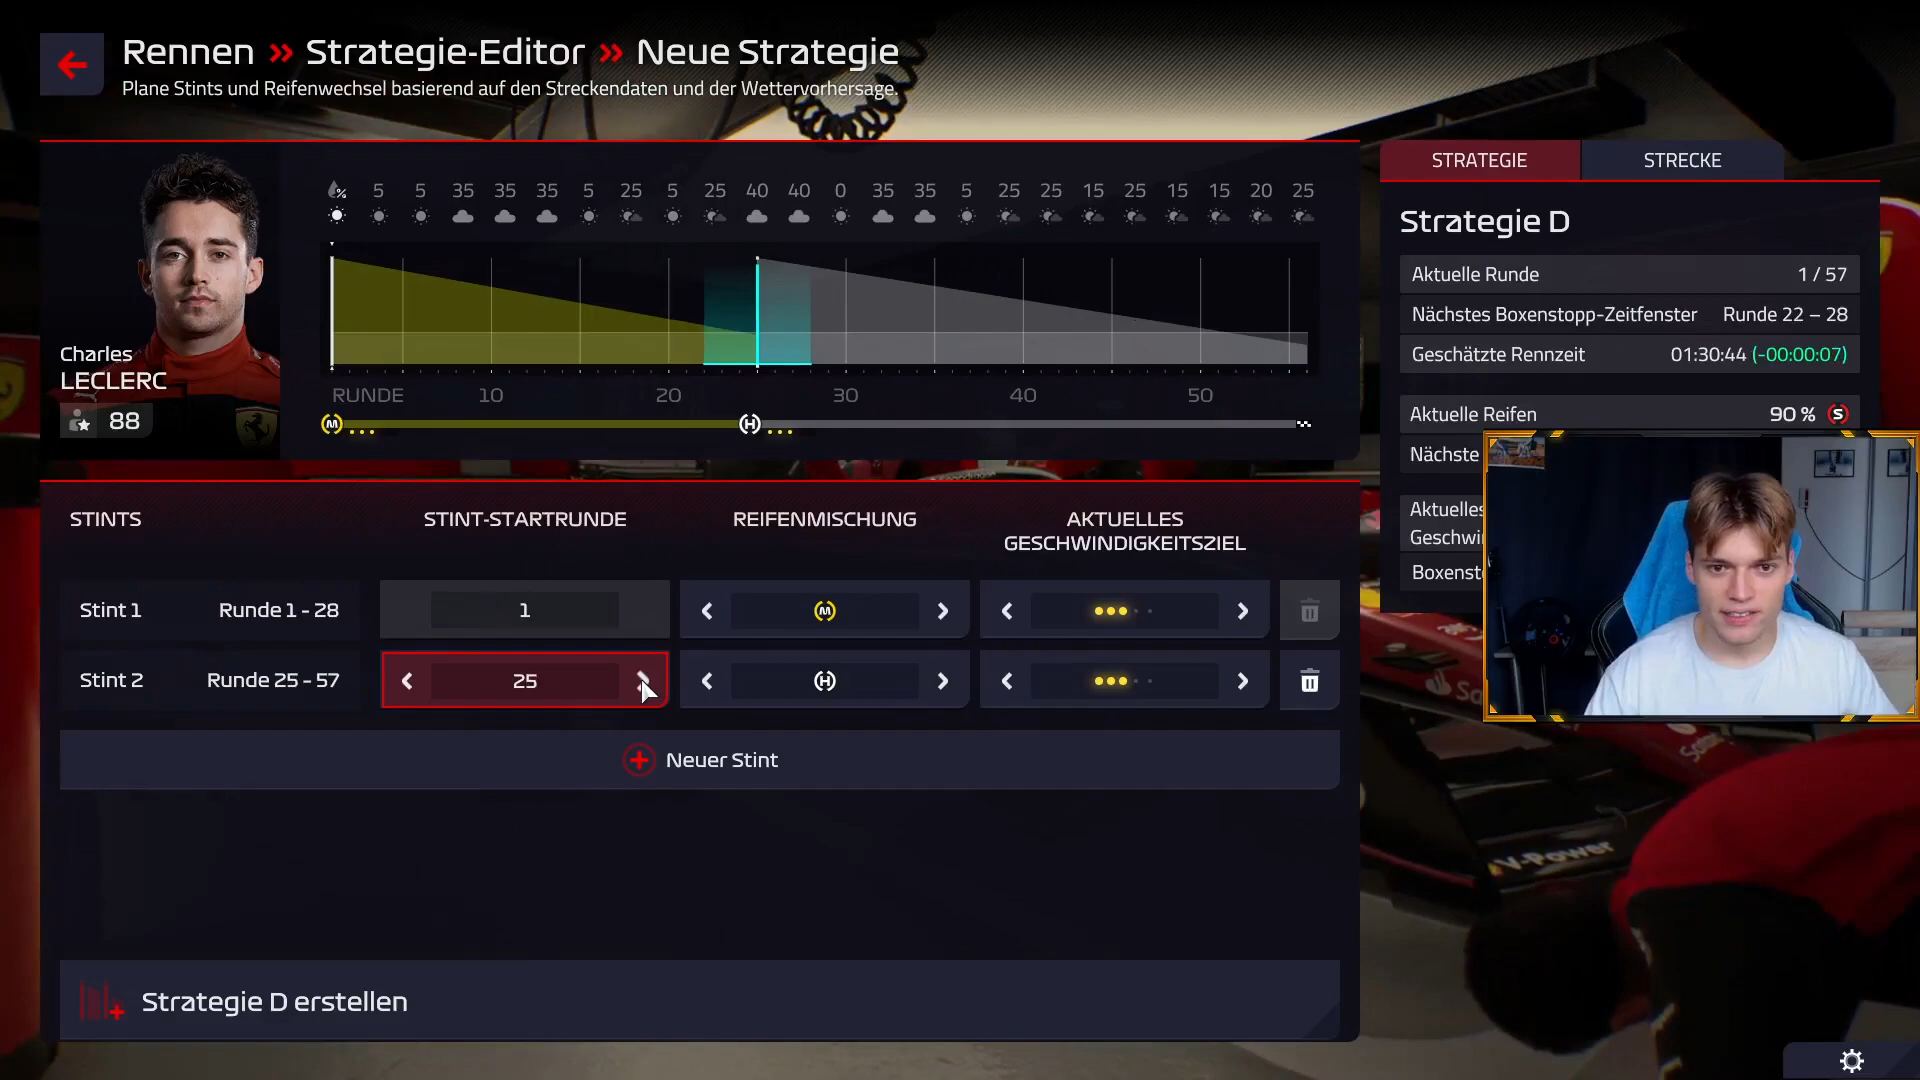 Rennen » Strategie-Editor » Neue Strategie
Plane Stints und Reifenwechsel basierend auf den Streckendaten und der Wettervorhersage.
% 5 5 35 35 35 5 25 5 25 40 40 0 35 35 5 25 25 15 25 15 15 20 25
Charles
LECLERC
88
RUNDE 10 20 30 40 50
M H
STRATEGIE STRECKE
Strategie D
Aktuelle Runde 1 / 57
Nächstes Boxenstopp-Zeitfenster Runde 22 – 28
Geschätzte Rennzeit 01:30:44 (-00:00:07)
Aktuelle Reifen 90 % S
Nächste
Aktuelles
STINTS STINT-STARTRUNDE REIFENMISCHUNG AKTUELLES
GESCHWINDIGKEITSZIEL
Stint 1 Runde 1 - 28 1 M
Stint 2 Runde 25 - 57 25 H
Neuer Stint
Strategie D erstellen
V-Power